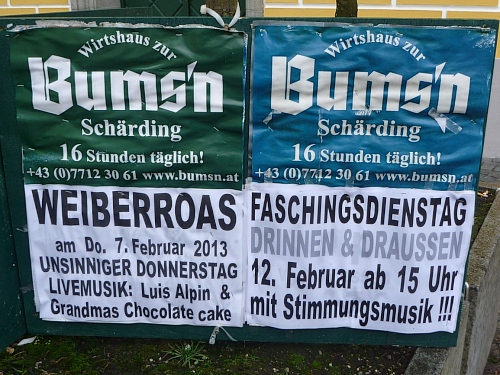 Wirtshaus zur
Bums'n
Schärding
16 Stunden täglich!
+43 (0)7712 30 61 www.bumsn.at
WEIBERROAS
am Do. 7. Februar 2013
UNSINNIGER DONNERSTAG
LIVEMUSIK: Luis Alpin &
Grandmas Chocolate cake
Wirtshaus zur
Bums'n
Schärding
16 Stunden täglich!
+43 (0)7712 30 61 www.bumsn.at
FASCHINGSDIENSTAG
DRINNEN & DRAUSSEN
12. Februar ab 15 Uhr
mit Stimmungsmusik !!!